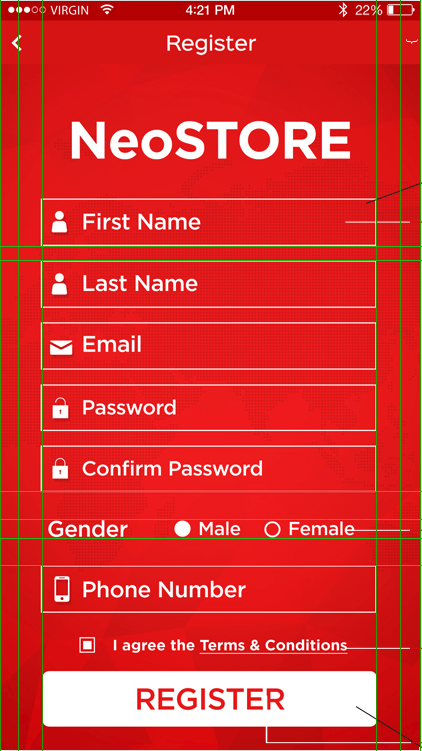 VIRGIN 4:21 PM 22%
Register
NeoSTORE
First Name
Last Name
Email
Password
Confirm Password
Gender Male Female
Phone Number
I agree the Terms & Conditions
REGISTER